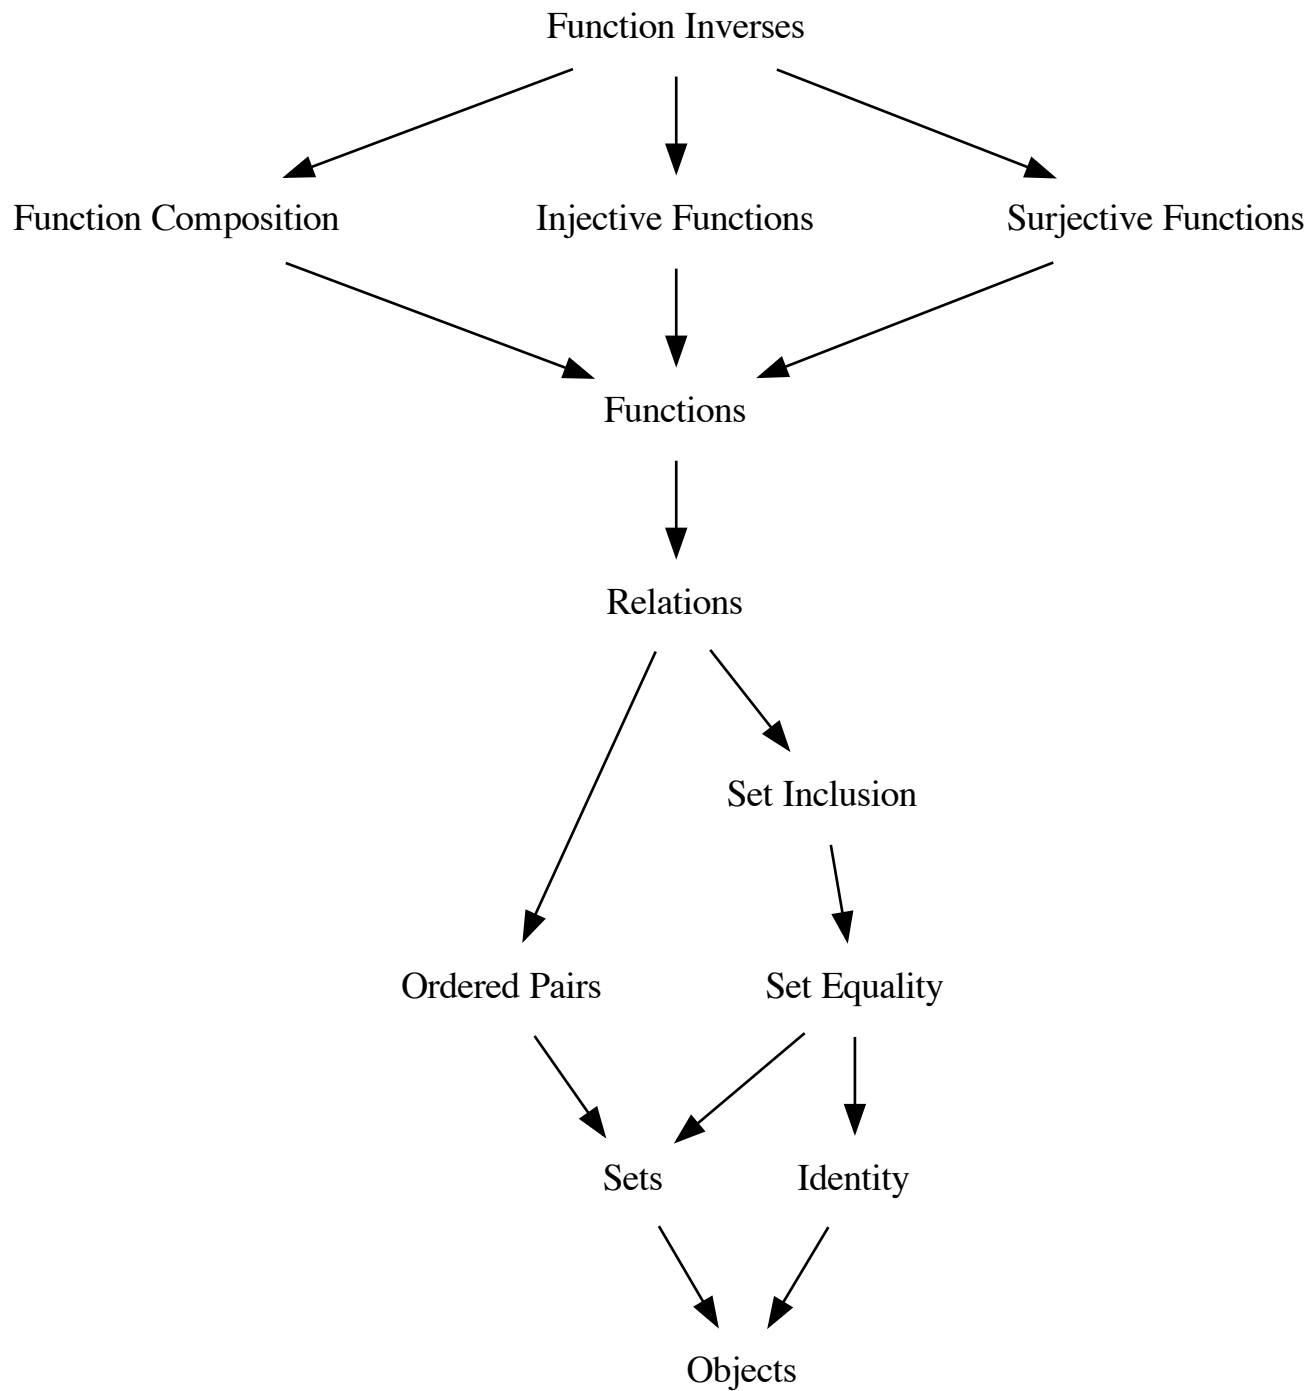 Function Inverses
Function Composition
Injective Functions
Surjective Functions
Functions
Relations
Set Inclusion
Ordered Pairs
Set Equality
Sets
Identity
Objects